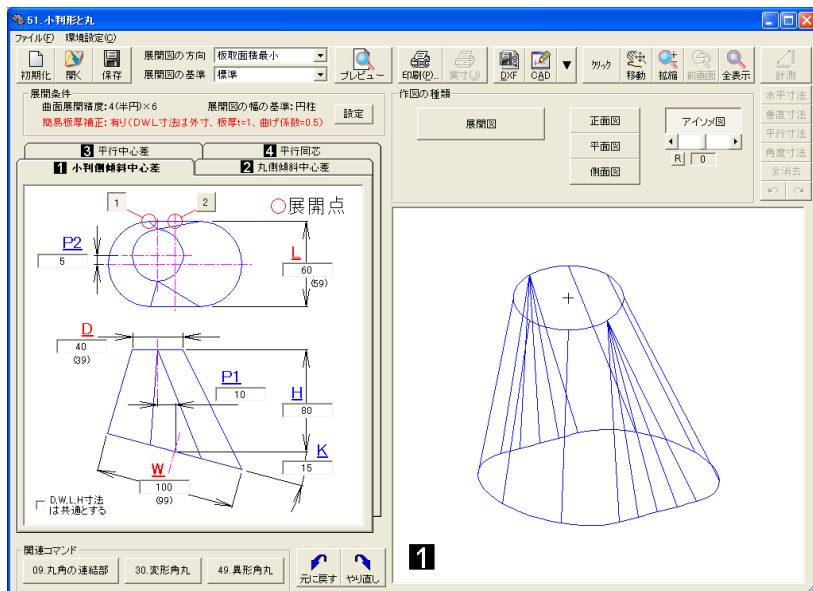 51.小判形と丸
ファイル(F) 環境設定(C)
初期化 開く 保存
展開図の方向 板取面積最小
展開図の基準 標準
プレビュー 印刷(P).. 実寸(Q) DXF CAD ▼ クリック 移動 拡縮 前画面 全表示 計測
展開条件
曲面展開精度:4(半円)×6 展開図の幅の基準:円柱
簡易板厚補正: 有り(DWL寸法は外寸、板厚t=1、曲げ係数=0.5)
設定
作図の種類
展開図
正面図
平面図
側面図
アイソメ図
R 0
水平寸法
垂直寸法
平行寸法
角度寸法
全消去
3 平行中心差 4 平行同芯
1 小判側傾斜中心差 2 丸側傾斜中心差
1 2 ○展開点
P2
5
L
60
(59)
D
40
(39)
P1
10
H
80
K
15
W
100
(99)
D,W,L,H寸法
は共通とする
1
関連コマンド
09.丸角の連結部 30.変形角丸 49.異形角丸
元に戻す やり直し